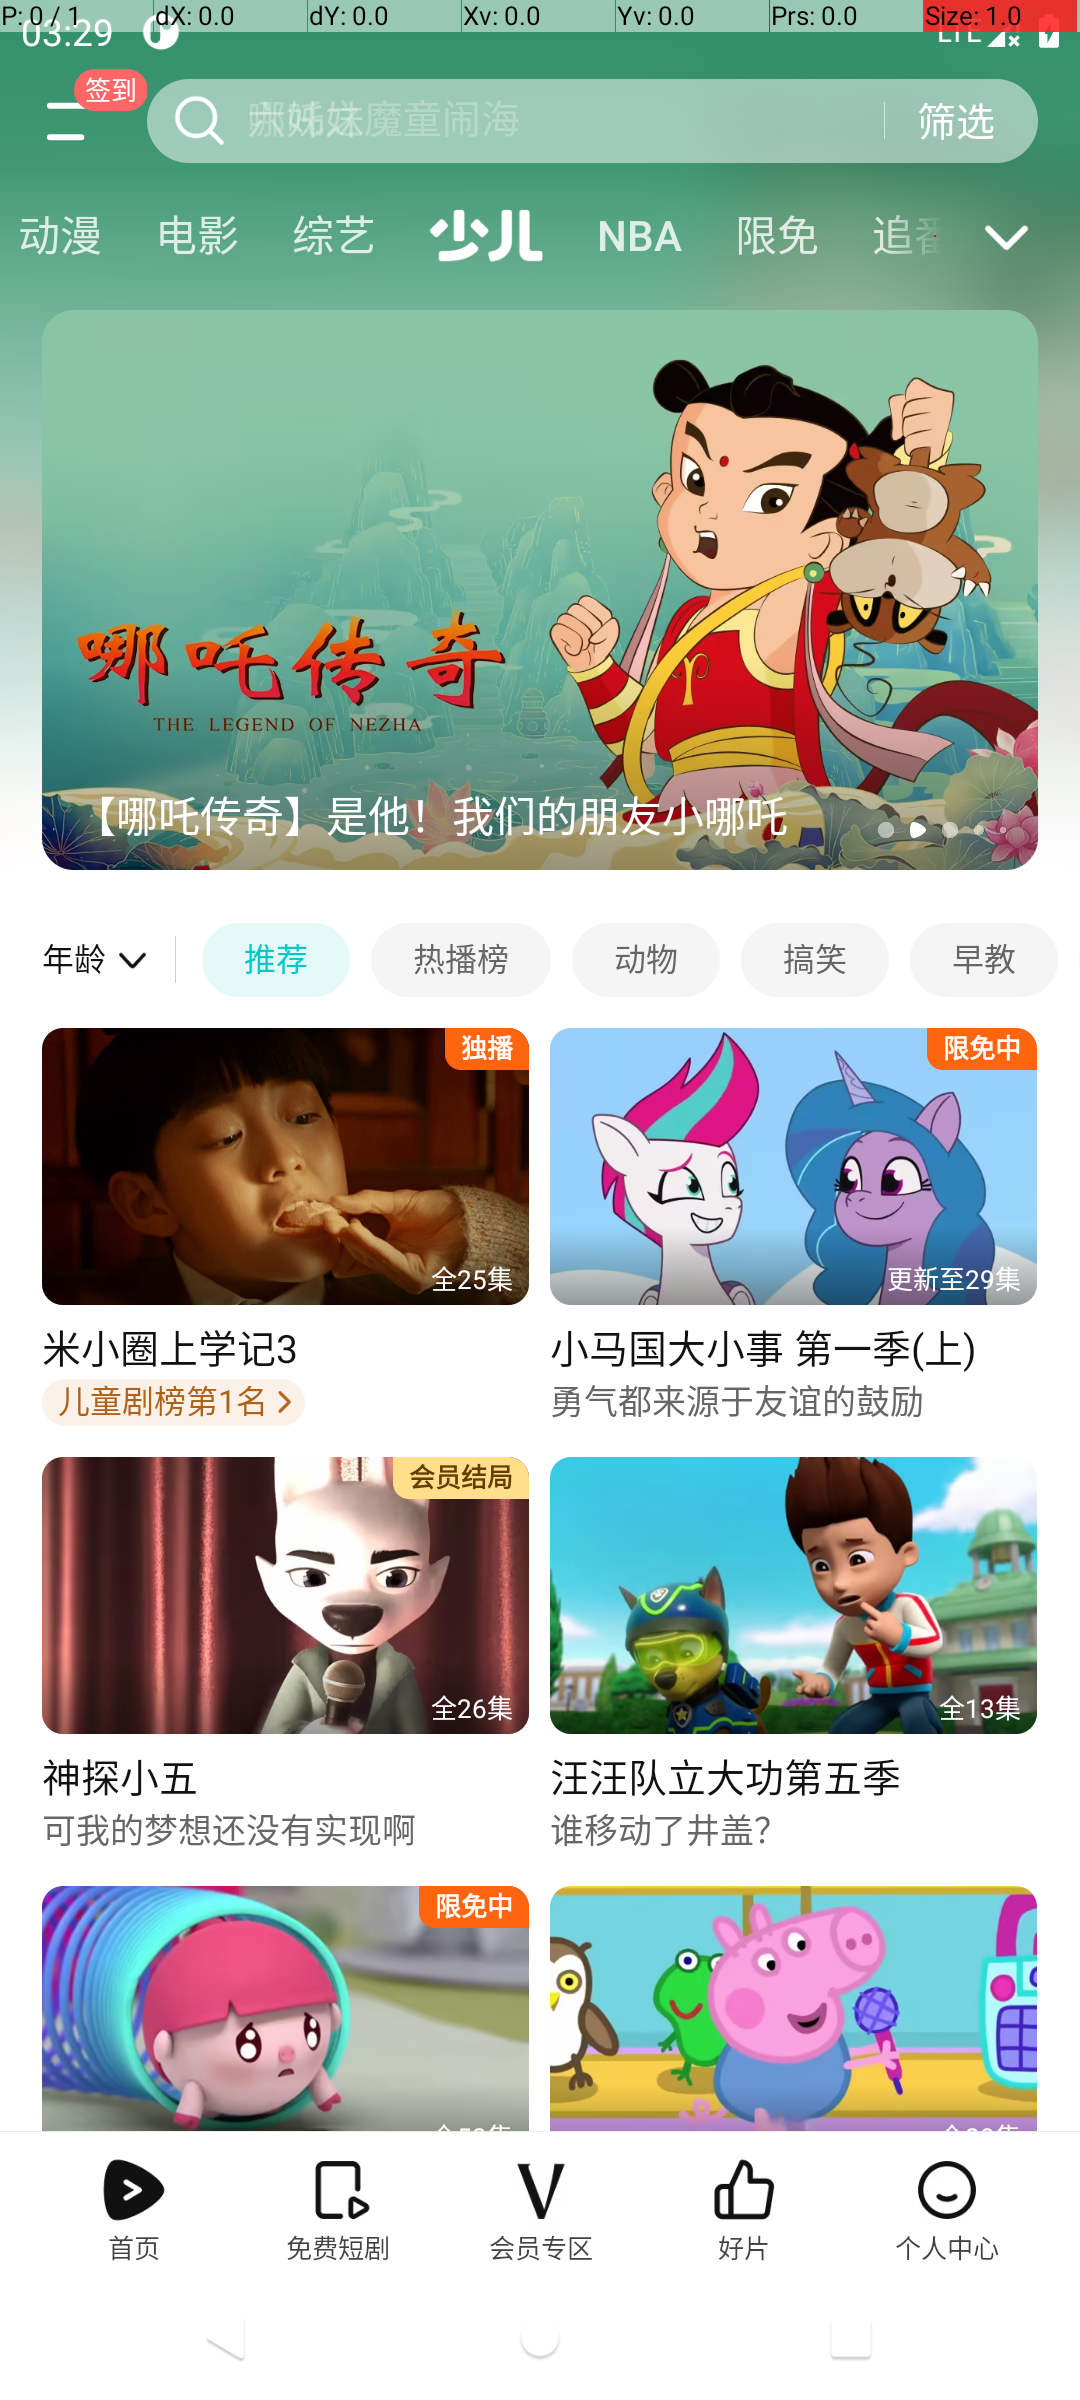 P: 0 / 1 dX: 0.0 dY: 0.0 Xv: 0.0 Yv: 0.0 Prs: 0.0 Size: 1.0
03:29 LTE
签到
魔童闹海 筛选
动漫 电影 综艺 少儿 NBA 限免 追番
哪吒传奇
THE LEGEND OF NEZHA
【哪吒传奇】是他！我们的朋友小哪吒
年龄 推荐 热播榜 动物 搞笑 早教
独播 限免中
全25集 更新至29集
米小圈上学记3 小马国大小事 第一季(上)
儿童剧榜第1名 勇气都来源于友谊的鼓励
会员结局
全26集 全13集
神探小五 汪汪队立大功第五季
可我的梦想还没有实现啊 谁移动了井盖?
限免中
首页 免费短剧 会员专区 好片 个人中心